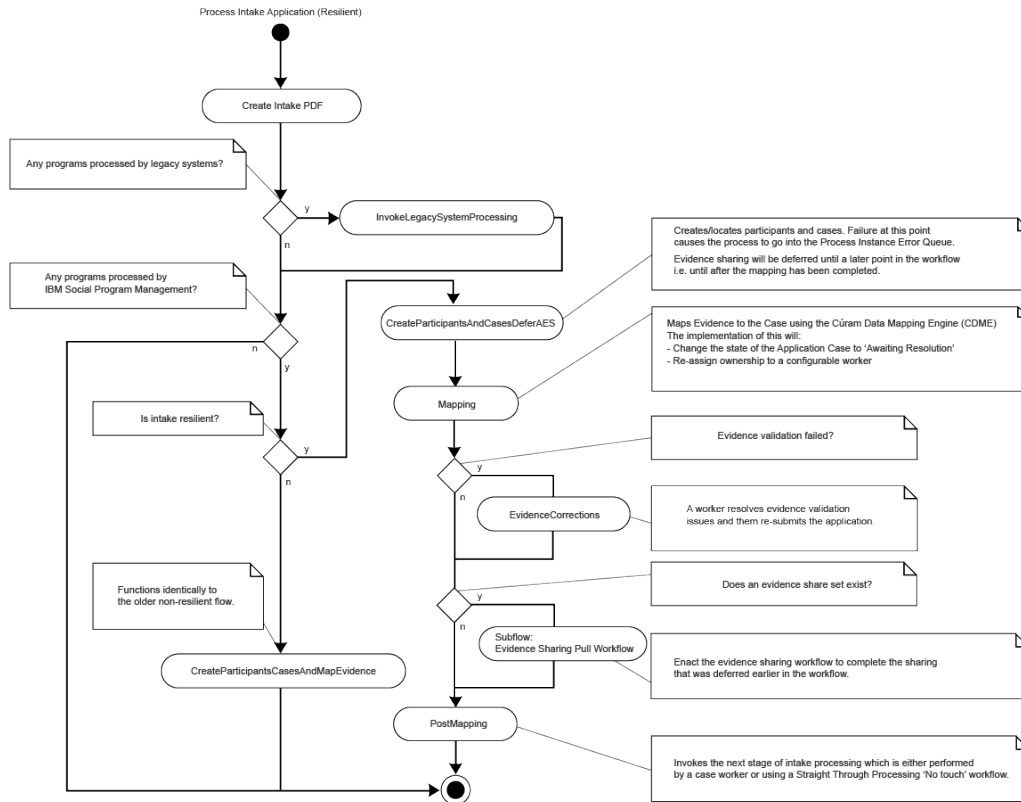 Process Intake Application (Resilient)
Create Intake PDF
Any programs processed by legacy systems?
y
InvokeLegacySystemProcessing
n
Creates/locates participants and cases. Failure at this point
causes the process to go into the Process Instance Error Queue.
Evidence sharing will be deferred until a later point in the workflow
i.e. until after the mapping has been completed.
Any programs processed by
IBM Social Program Management?
CreateParticipantsAndCasesDeferAES
n
y
Maps Evidence to the Case using the Cúram Data Mapping Engine (CDME)
The implementation of this will:
- Change the state of the Application Case to ‘Awaiting Resolution’
- Re-assign ownership to a configurable worker
Mapping
Is intake resilient?
y
n
Evidence validation failed?
y
n
EvidenceCorrections
A worker resolves evidence validation
issues and them re-submits the application.
Functions identically to
the older non-resilient flow.
Does an evidence share set exist?
y
n
Subflow:
Evidence Sharing Pull Workflow
CreateParticipantsCasesAndMapEvidence
Enact the evidence sharing workflow to complete the sharing
that was deferred earlier in the workflow.
PostMapping
Invokes the next stage of intake processing which is either performed
by a case worker or using a Straight Through Processing ‘No touch’ workflow.